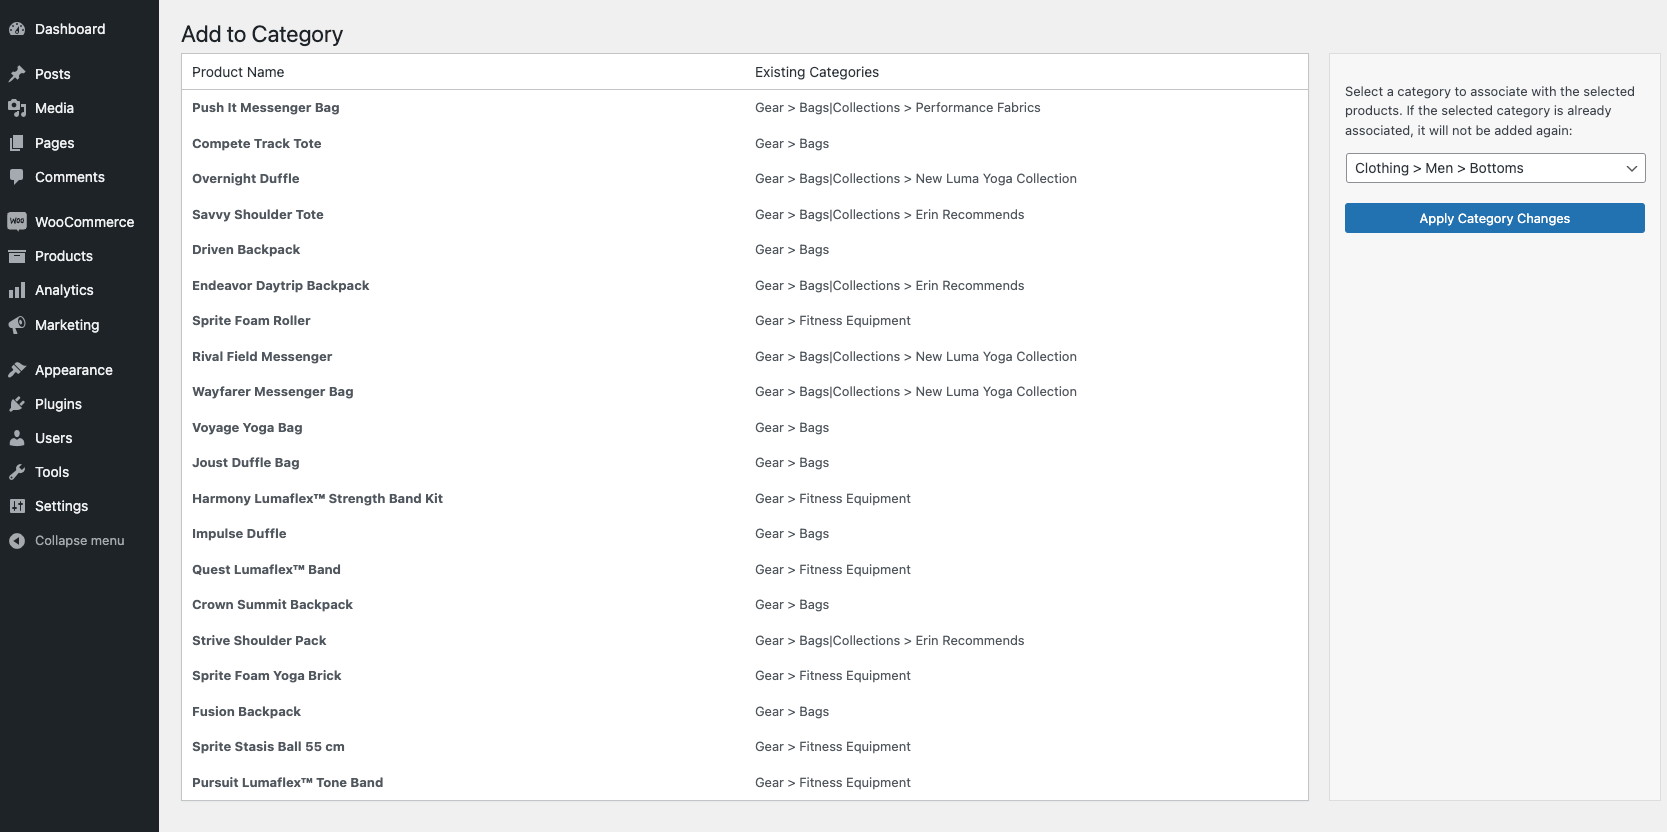 Dashboard
Posts
Media
Pages
Comments
Woo WooCommerce
Products
Analytics
Marketing
Appearance
Plugins
Users
Tools
Settings
Collapse menu
Add to Category
Product Name Existing Categories
Push It Messenger Bag Gear > Bags|Collections > Performance Fabrics
Compete Track Tote Gear > Bags
Overnight Duffle Gear > Bags|Collections > New Luma Yoga Collection
Savvy Shoulder Tote Gear > Bags|Collections > Erin Recommends
Driven Backpack Gear > Bags
Endeavor Daytrip Backpack Gear > Bags|Collections > Erin Recommends
Sprite Foam Roller Gear > Fitness Equipment
Rival Field Messenger Gear > Bags|Collections > New Luma Yoga Collection
Wayfarer Messenger Bag Gear > Bags|Collections > New Luma Yoga Collection
Voyage Yoga Bag Gear > Bags
Joust Duffle Bag Gear > Bags
Harmony Lumaflex™ Strength Band Kit Gear > Fitness Equipment
Impulse Duffle Gear > Bags
Quest Lumaflex™ Band Gear > Fitness Equipment
Crown Summit Backpack Gear > Bags
Strive Shoulder Pack Gear > Bags|Collections > Erin Recommends
Sprite Foam Yoga Brick Gear > Fitness Equipment
Fusion Backpack Gear > Bags
Sprite Stasis Ball 55 cm Gear > Fitness Equipment
Pursuit Lumaflex™ Tone Band Gear > Fitness Equipment
Select a category to associate with the selected
products. If the selected category is already
associated, it will not be added again:
Clothing > Men > Bottoms
Apply Category Changes